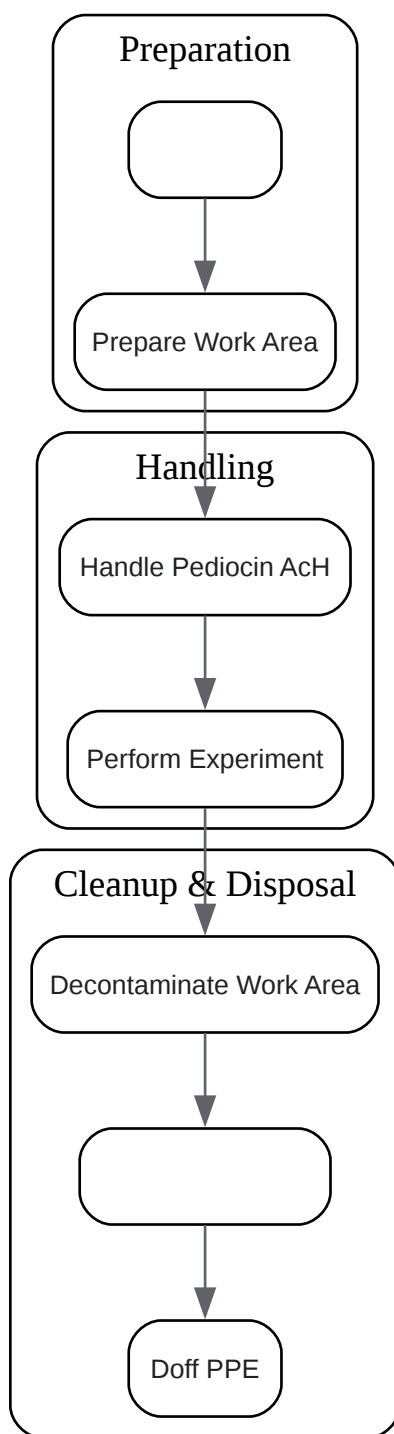 Preparation
Prepare Work Area
Handling
Handle Pediocin AcH
Perform Experiment
Cleanup & Disposal
Decontaminate Work Area
Doff PPE